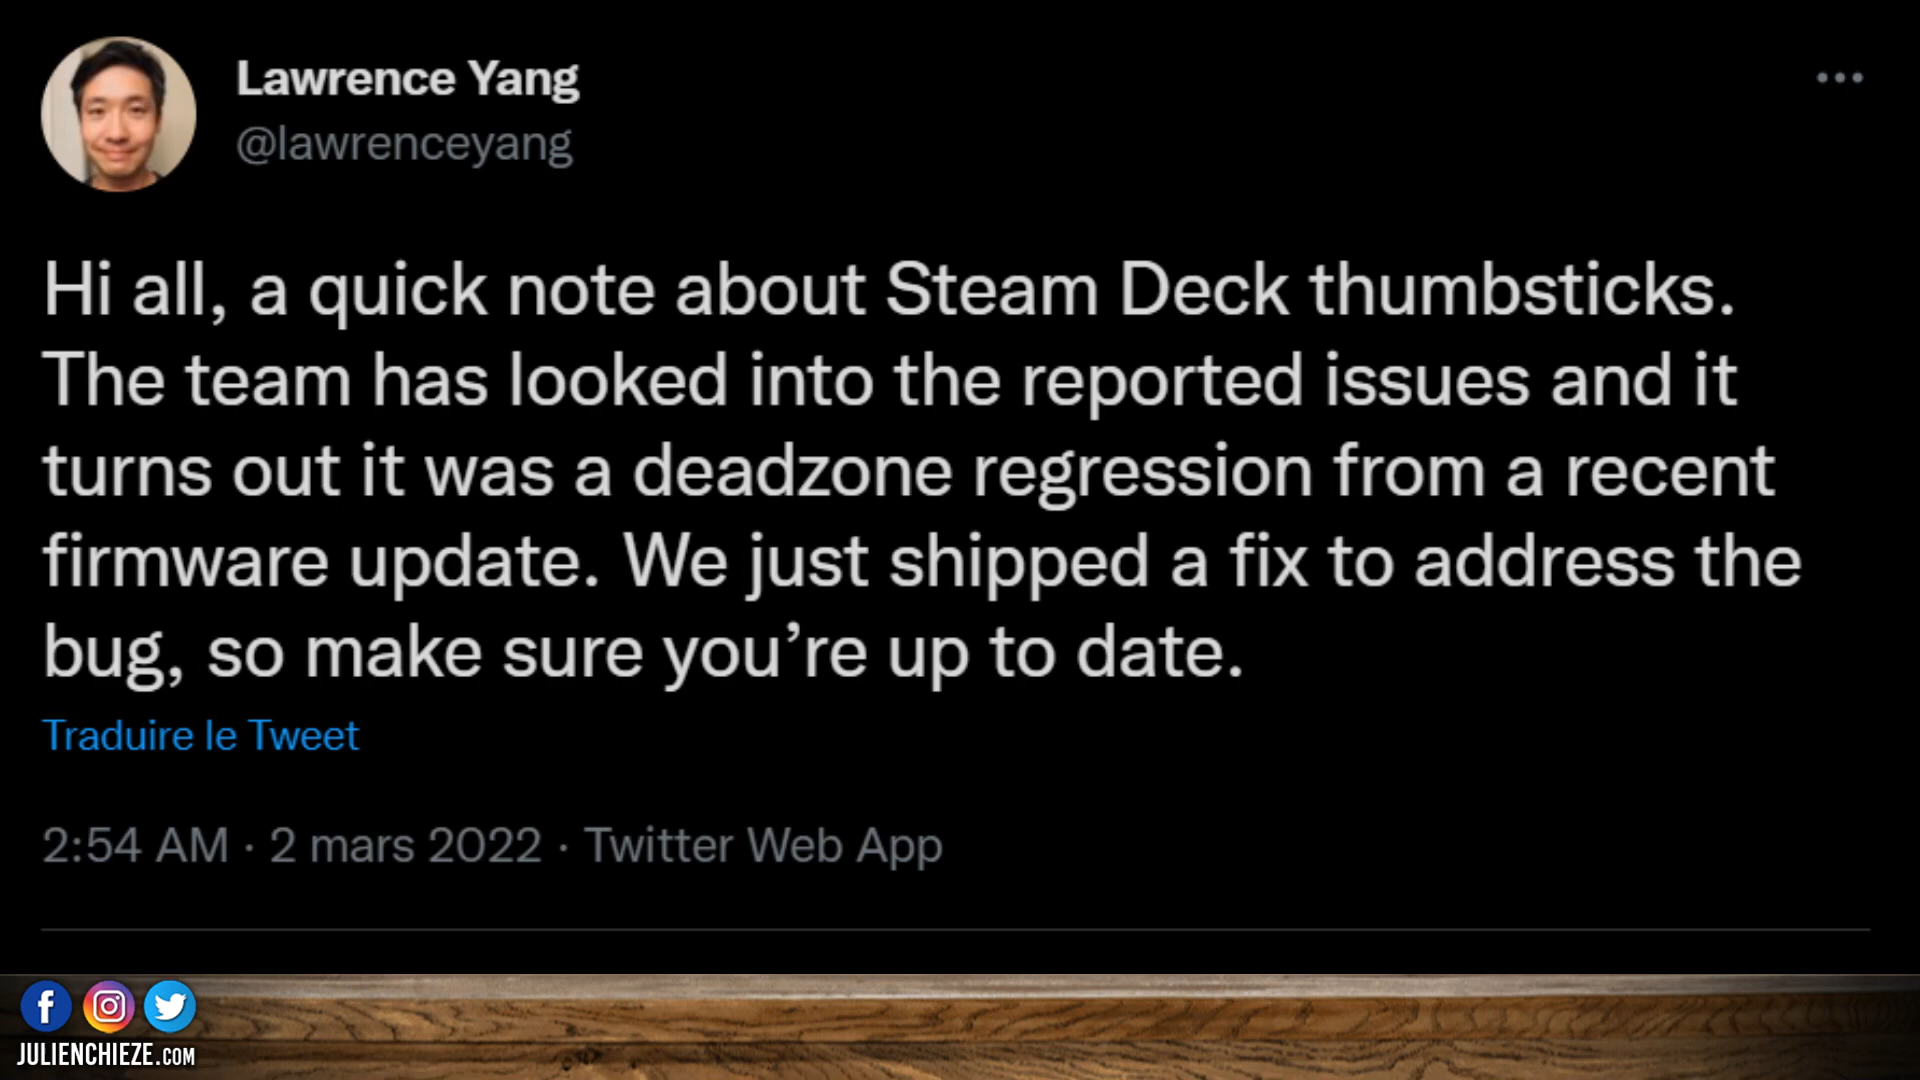 Lawrence Yang
@lawrenceyang
Hi all, a quick note about Steam Deck thumbsticks.
The team has looked into the reported issues and it
turns out it was a deadzone regression from a recent
firmware update. We just shipped a fix to address the
bug, so make sure you’re up to date.
Traduire le Tweet
2:54 AM · 2 mars 2022 · Twitter Web App
JULIENCHIEZE.COM